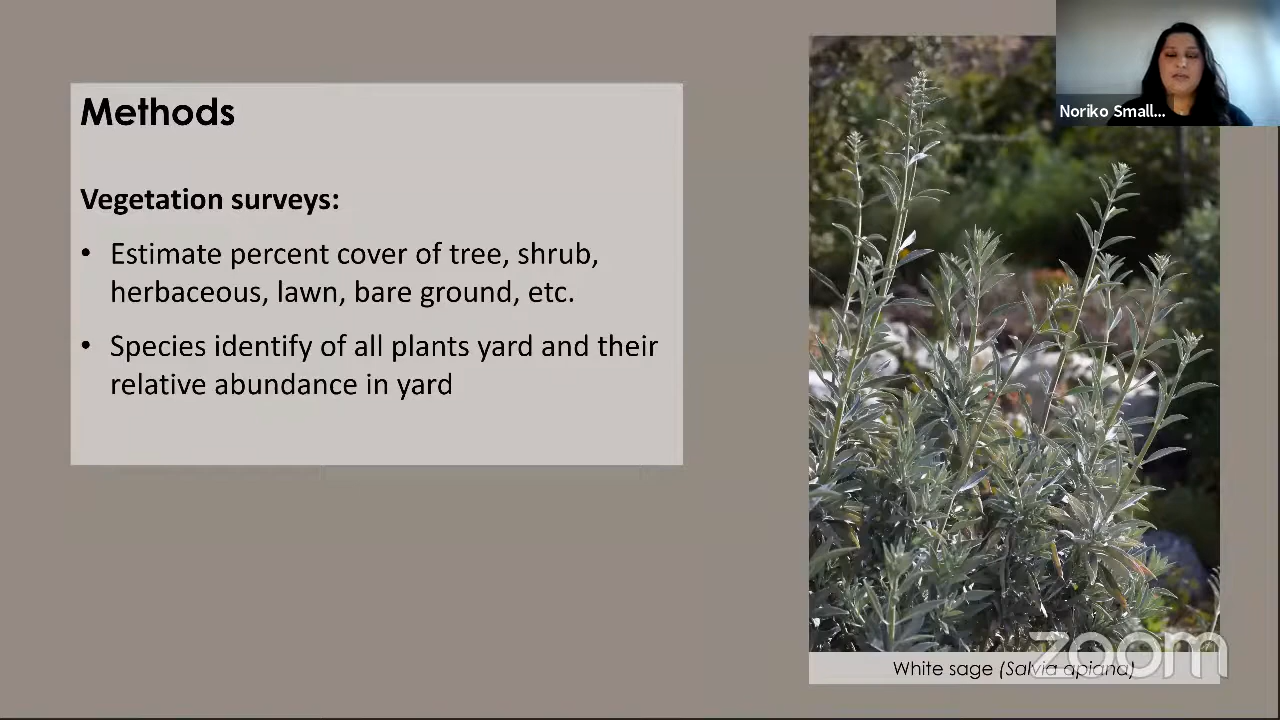 Methods
Vegetation surveys:
• Estimate percent cover of tree, shrub,
herbaceous, lawn, bare ground, etc.
• Species identify of all plants yard and their
relative abundance in yard
Noriko Small...
zoom
White sage (Salvia apiana)